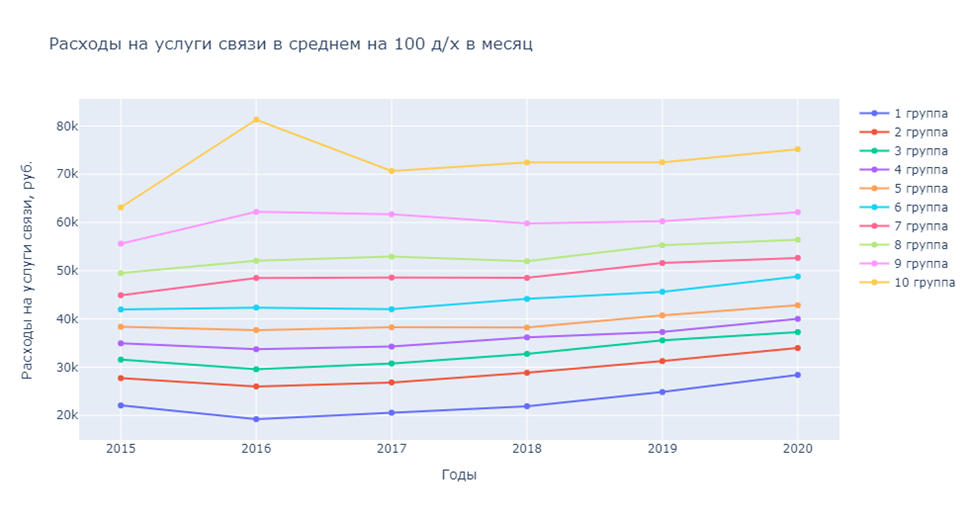 Расходы на услуги связи в среднем на 100 д/х в месяц
Расходы на услуги связи, руб.
80k
70k
60k
50k
40k
30k
20k
2015 2016 2017 2018 2019 2020
Годы
1 группа
2 группа
3 группа
4 группа
5 группа
6 группа
7 группа
8 группа
9 группа
10 группа